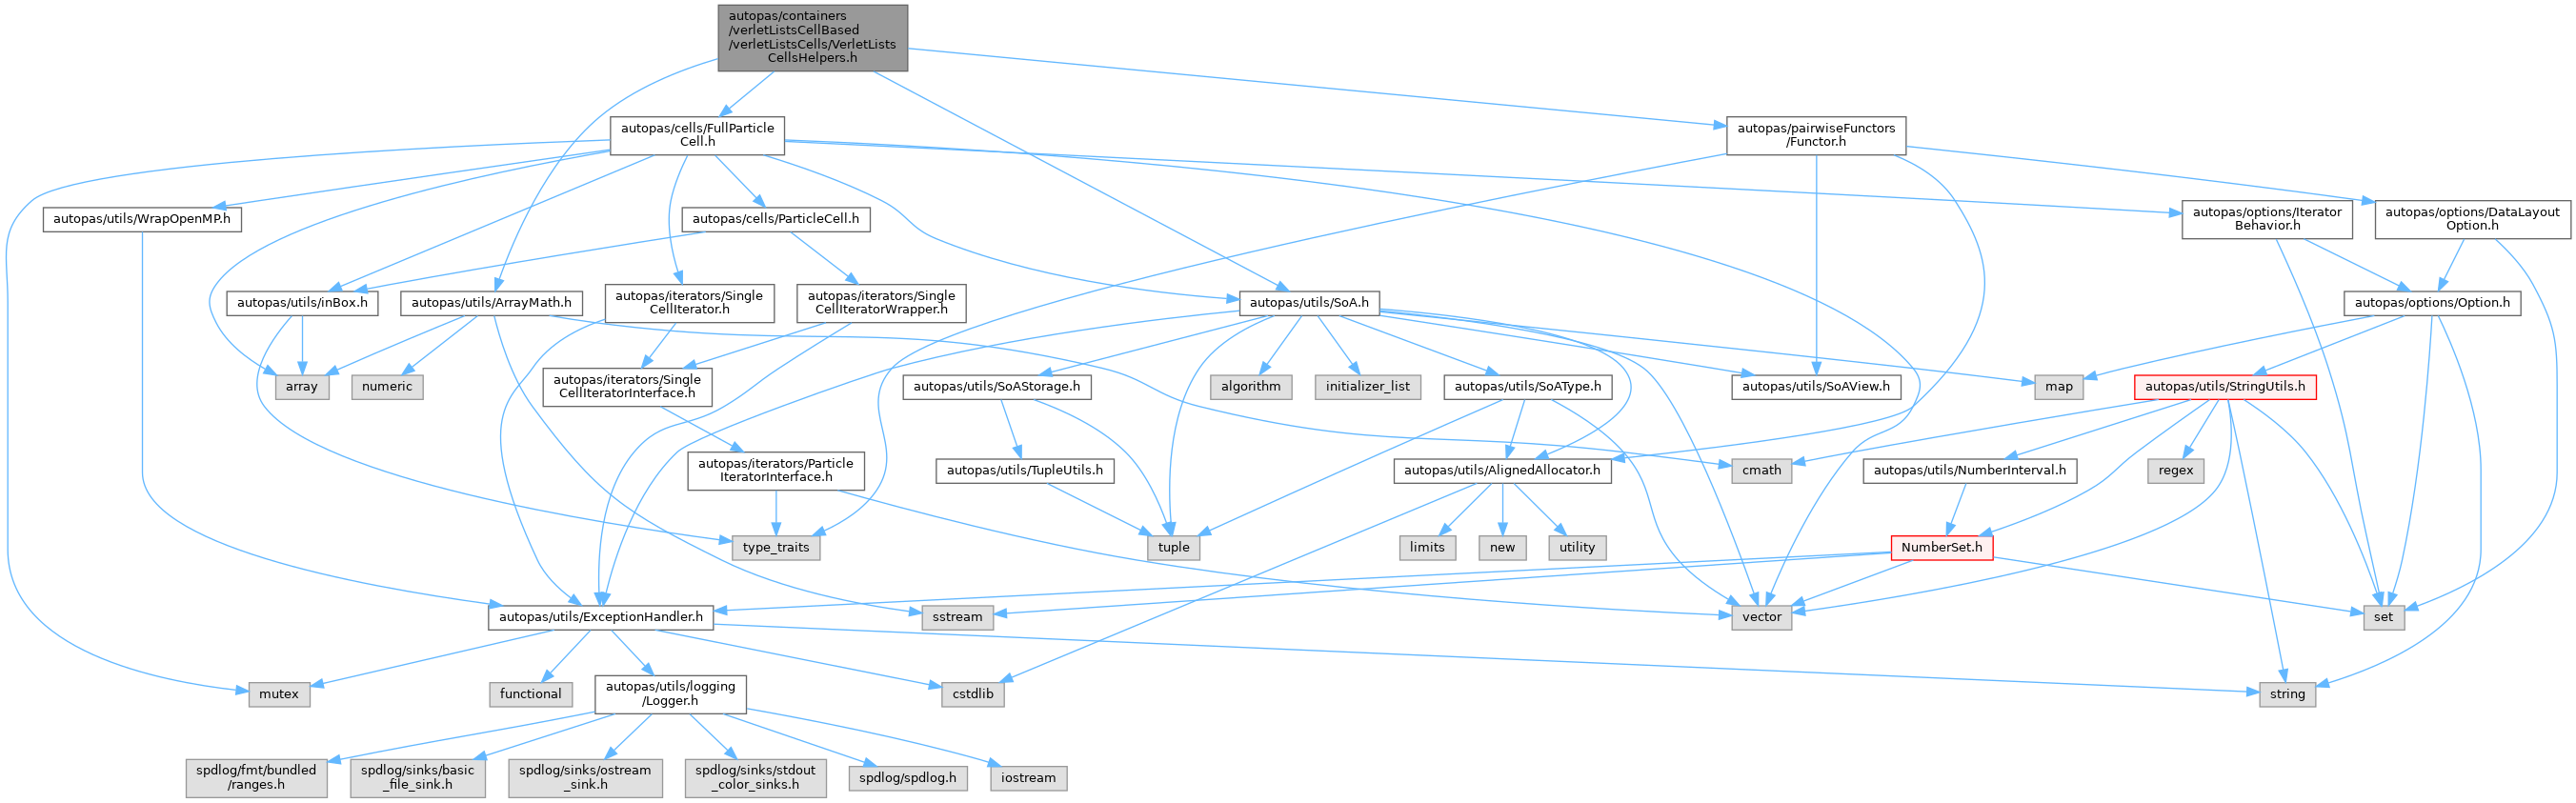 autopas/containers
/verletListsCellBased
/verletListsCells/VerletLists
CellsHelpers.h
autopas/cells/FullParticle
Cell.h
autopas/pairwiseFunctors
/Functor.h
autopas/utils/WrapOpenMP.h
autopas/cells/ParticleCell.h
autopas/options/Iterator
Behavior.h
autopas/options/DataLayout
Option.h
autopas/utils/inBox.h
autopas/utils/ArrayMath.h
autopas/iterators/Single
CellIterator.h
autopas/iterators/Single
CellIteratorWrapper.h
autopas/utils/SoA.h
autopas/options/Option.h
array
numeric
autopas/iterators/Single
CellIteratorInterface.h
autopas/utils/SoAStorage.h
algorithm
initializer_list
autopas/utils/SoAType.h
autopas/utils/SoAView.h
map
autopas/utils/StringUtils.h
autopas/iterators/Particle
IteratorInterface.h
autopas/utils/TupleUtils.h
autopas/utils/AlignedAllocator.h
cmath
autopas/utils/NumberInterval.h
regex
type_traits
tuple
limits
new
utility
NumberSet.h
autopas/utils/ExceptionHandler.h
sstream
vector
set
mutex
functional
autopas/utils/logging
/Logger.h
cstdlib
string
spdlog/fmt/bundled
/ranges.h
spdlog/sinks/basic
_file_sink.h
spdlog/sinks/ostream
_sink.h
spdlog/sinks/stdout
_color_sinks.h
spdlog/spdlog.h
iostream